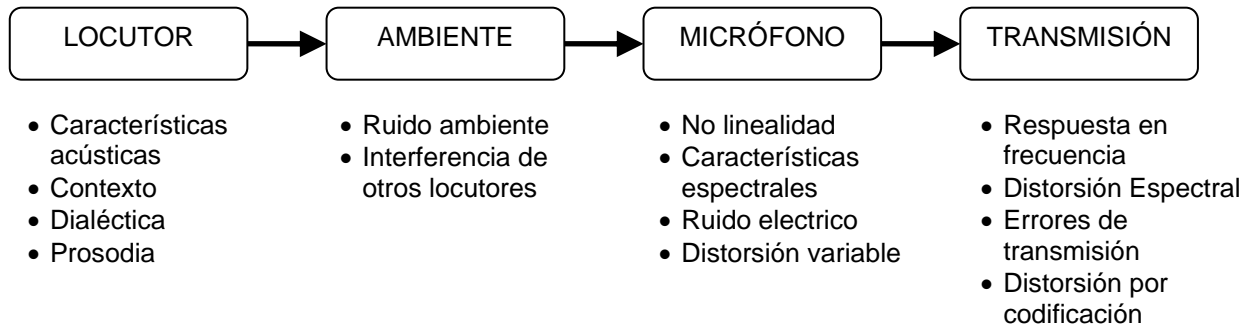 LOCUTOR
AMBIENTE
MICRÓFONO
TRANSMISIÓN
• Características
acústicas
• Contexto
• Dialéctica
• Prosodia
• Ruido ambiente
• Interferencia de
otros locutores
• No linealidad
• Características
espectrales
• Ruido electrico
• Distorsión variable
• Respuesta en
frecuencia
• Distorsión Espectral
• Errores de
transmisión
• Distorsión por
codificación